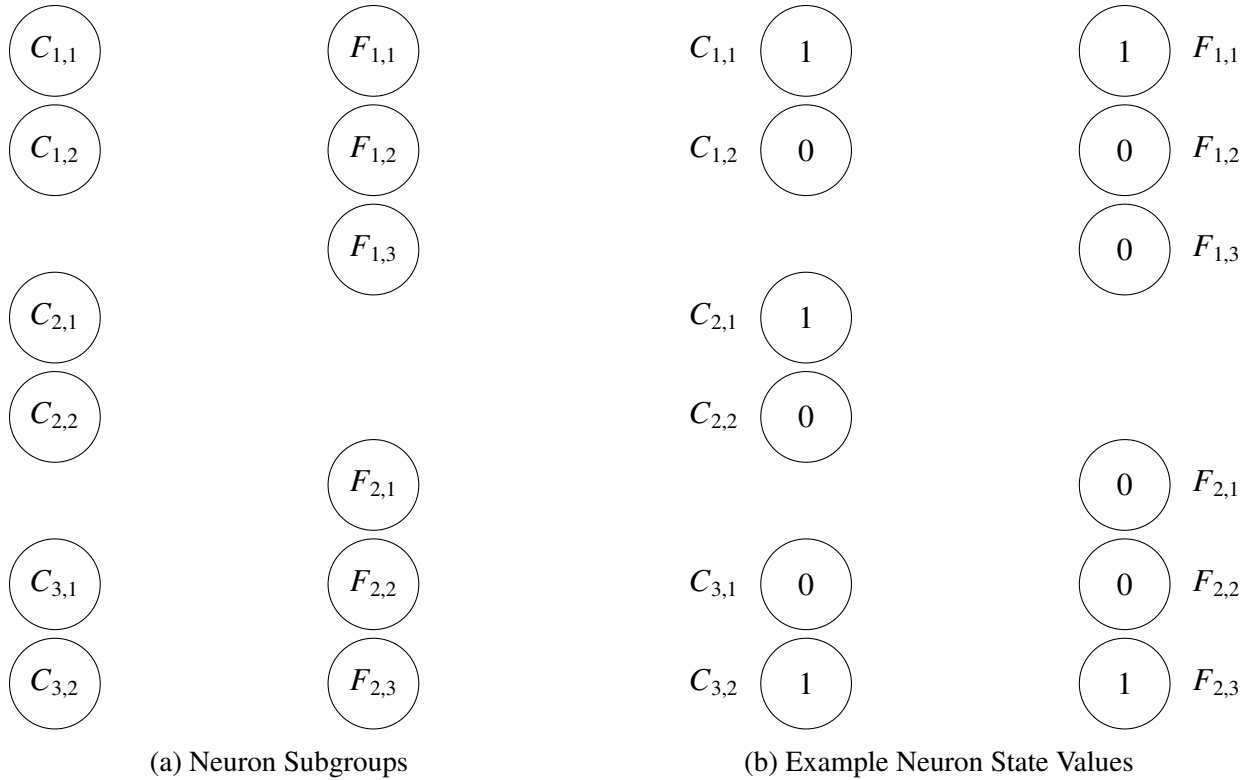 C1,1 F1,1 C1,1 1 1 F1,1
C1,2 F1,2 C1,2 0 0 F1,2
F1,3 0 F1,3
C2,1 C2,1 1
C2,2 C2,2 0
F2,1 0 F2,1
C3,1 F2,2 C3,1 0 0 F2,2
C3,2 F2,3 C3,2 1 1 F2,3
(a) Neuron Subgroups (b) Example Neuron State Values